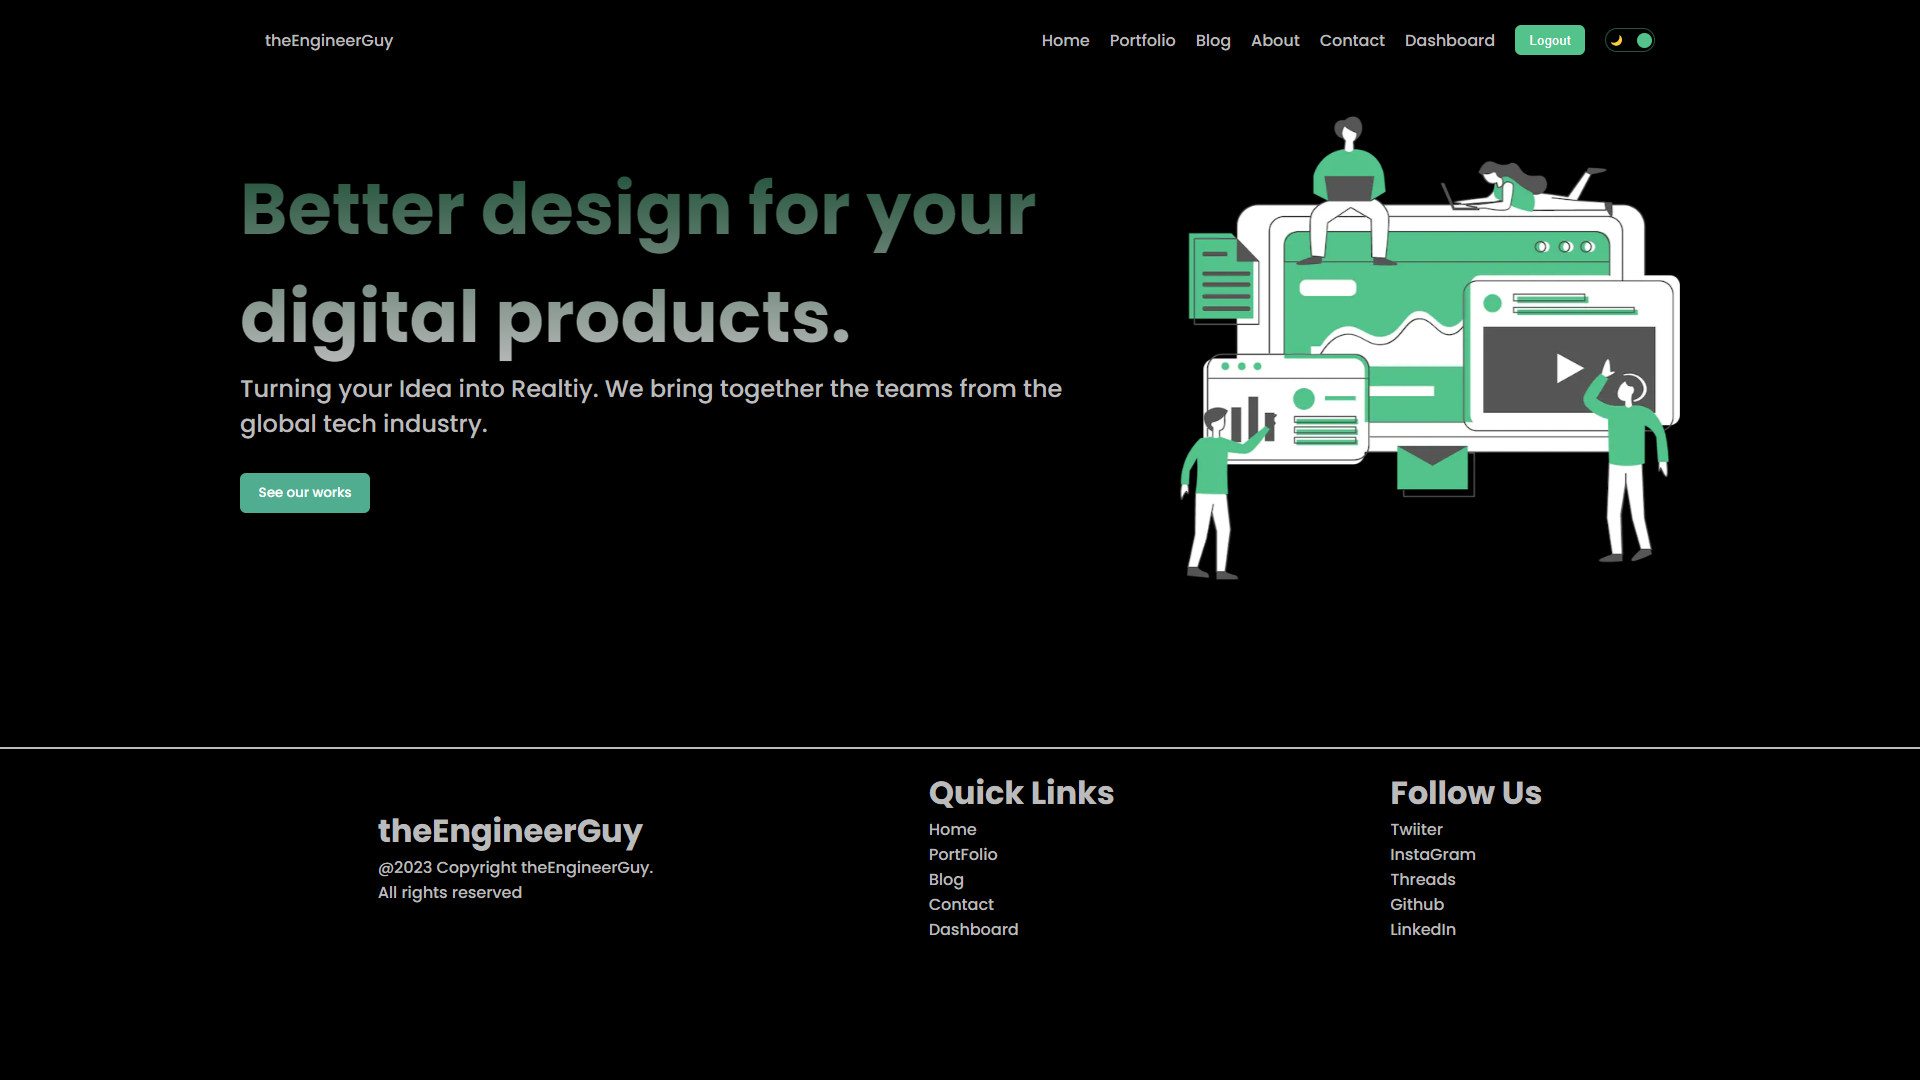 theEngineerGuy
Home Portfolio Blog About Contact Dashboard Logout
Better design for your
digital products.
Turning your Idea into Realtiy. We bring together the teams from the
global tech industry.
See our works
theEngineerGuy
@2023 Copyright theEngineerGuy.
All rights reserved
Quick Links
Home
PortFolio
Blog
Contact
Dashboard
Follow Us
Twiiter
InstaGram
Threads
Github
LinkedIn